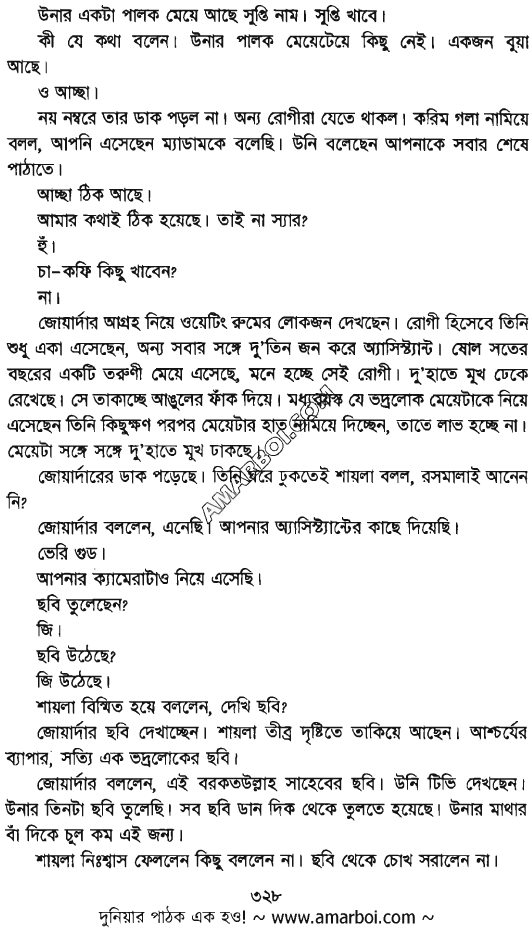 উনার একটা পালক মেয়ে আছে সুপ্তি নাম। সুপ্তি খাবে।
কী যে কথা বলেন। উনার পালক মেয়েটেয়ে কিছু নেই। একজন বুয়া
আছে।
ও আচ্ছা।
নয় নম্বরে তার ডাক পড়ল না। অন্য রোগীরা যেতে থাকল। করিম গলা নামিয়ে
বলল, আপনি এসেছেন ম্যাডামকে বলেছি। উনি বলেছেন আপনাকে সবার শেষে
পাঠাতে।
আচ্ছা ঠিক আছে।
আমার কথাই ঠিক হয়েছে। তাই না স্যার?
হুঁ।
চা-কফি কিছু খাবেন?
না।
জোয়ার্দার আগ্রহ নিয়ে ওয়েটিং রুমের লোকজন দেখছেন। রোগী হিসেবে তিনি
শুধু একা এসেছেন, অন্য সবার সঙ্গে দু'তিন জন করে অ্যাসিস্ট্যান্ট। ষোল সতের
বছরের একটি তরুণী মেয়ে এসেছে, মনে হচ্ছে সেই রোগী। দু'হাতে মুখ ঢেকে
রেখেছে। সে তাকাচ্ছে আঙুলের ফাঁক দিয়ে। মধ্যবয়স্ক যে ভদ্রলোক মেয়েটাকে নিয়ে
এসেছেন তিনি কিছুক্ষণ পরপর মেয়েটার হাত নামিয়ে দিচ্ছেন, তাতে লাভ হচ্ছে না।
মেয়েটা সঙ্গে সঙ্গে দু'হাতে মুখ ঢাকছে।
জোয়ার্দারের ডাক পড়েছে। তিনি ঘরে ঢুকতেই শায়লা বলল, রসমালাই আনেন
নি?
জোয়ার্দার বললেন, এনেছি। আপনার অ্যাসিস্ট্যান্টের কাছে দিয়েছি।
ভেরি গুড।
আপনার ক্যামেরাটাও নিয়ে এসেছি।
ছবি তুলেছেন?
জি।
ছবি উঠেছে?
জি উঠেছে।
শায়লা বিস্মিত হয়ে বললেন, দেখি ছবি?
জোয়ার্দার ছবি দেখাচ্ছেন। শায়লা তীব্র দৃষ্টিতে তাকিয়ে আছেন। আশ্চর্যের
ব্যাপার, সত্যি এক ভদ্রলোকের ছবি।
জোয়ার্দার বললেন, এই বরকতউল্লাহ সাহেবের ছবি। উনি টিভি দেখছেন।
উনার তিনটা ছবি তুলেছি। সব ছবি ডান দিক থেকে তুলতে হয়েছে। উনার মাথার
বাঁ দিকে চুল কম এই জন্য।
শায়লা নিঃশ্বাস ফেললেন কিছু বললেন না। ছবি থেকে চোখ সরালেন না।
৩২৮
দুনিয়ার পাঠক এক হও! ~ www.amarboi.com ~
AMARBOI.COM